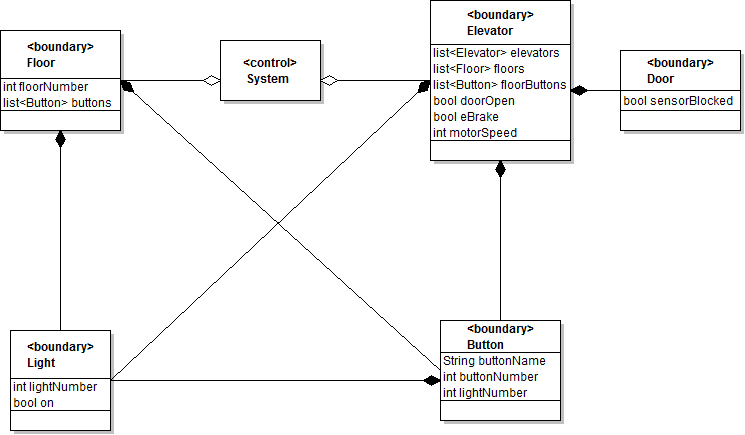 <boundary>
Floor
int floorNumber
list<Button> buttons
<control>
System
<boundary>
Elevator
list<Elevator> elevators
list<Floor> floors
list<Button> floorButtons
bool doorOpen
bool eBrake
int motorSpeed
<boundary>
Door
bool sensorBlocked
<boundary>
Light
int lightNumber
bool on
<boundary>
Button
String buttonName
int buttonNumber
int lightNumber